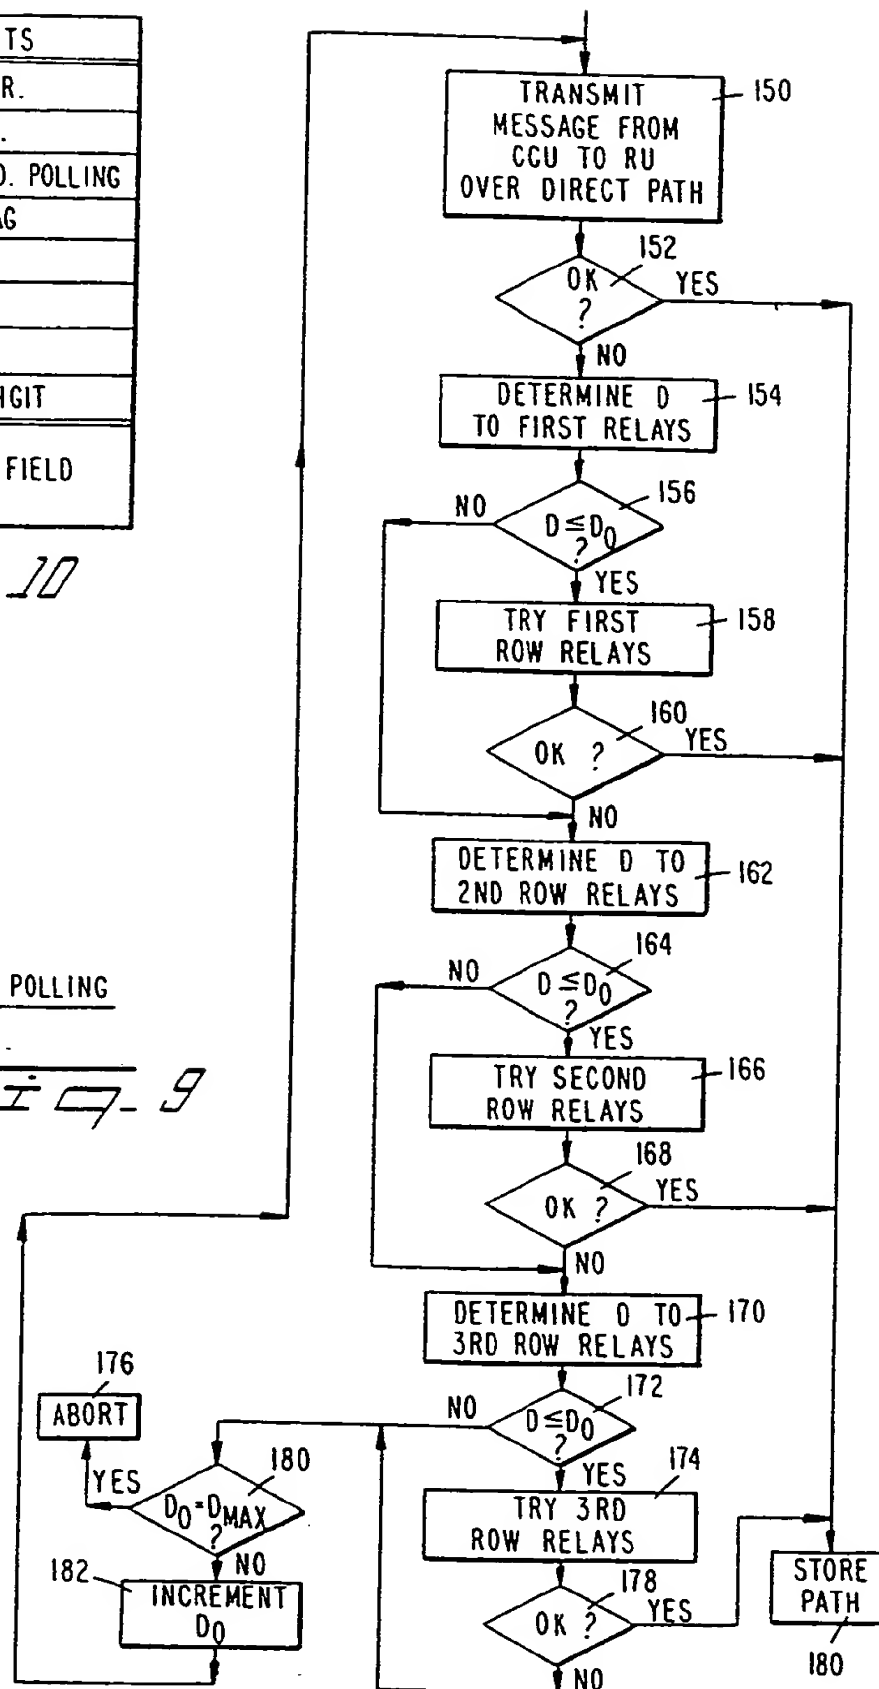 TS
R.
.
D. POLLING
AG
IGIT
FIELD
10
POLLING
Fig. 9
TRANSMIT
MESSAGE FROM
CCU TO RU
OVER DIRECT PATH
150
OK
?
152
YES
NO
DETERMINE D
TO FIRST RELAYS
154
D≤D0
?
156
NO
YES
TRY FIRST
ROW RELAYS
158
OK ?
160
YES
NO
DETERMINE D TO
2ND ROW RELAYS
162
D≤D0
?
164
NO
YES
TRY SECOND
ROW RELAYS
166
OK ?
168
YES
NO
DETERMINE D TO
3RD ROW RELAYS
170
D≤D0
?
172
NO
YES
TRY 3RD
ROW RELAYS
174
OK ?
178
YES
NO
176
ABORT
YES
D0=DMAX
?
180
NO
182
INCREMENT
D0
STORE
PATH
180